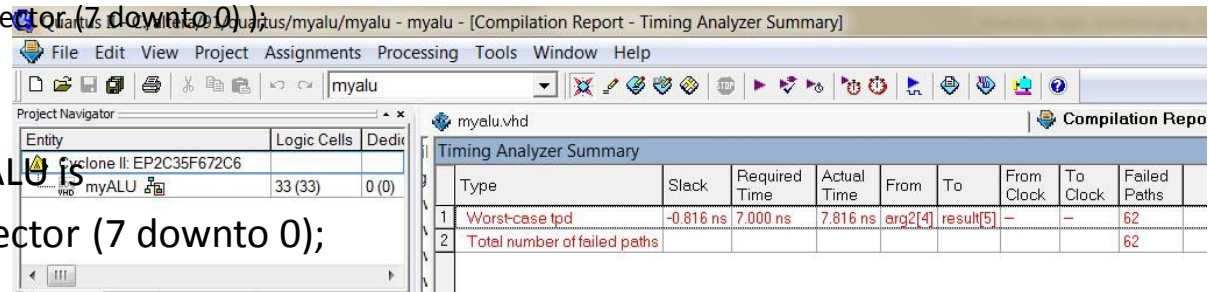 ector (7 downto 0) );
Quartus II - C:/altera/91/quartus/myalu/myalu - myalu - [Compilation Report - Timing Analyzer Summary]
File Edit View Project Assignments Processing Tools Window Help
myalu
Project Navigator
myalu.vhd
Compilation Repo
Entity Logic Cells Dedic
Timing Analyzer Summary
Cyclone II: EP2C35F672C6
ALU is
myALU 33 (33) 0 (0)
Type Slack Required Time Actual Time From To From Clock To Clock Failed Paths
1 Worst-case tpd -0.816 ns 7.000 ns 7.816 ns arg2[4] result[5] – – 62
2 Total number of failed paths 62
ector (7 downto 0);